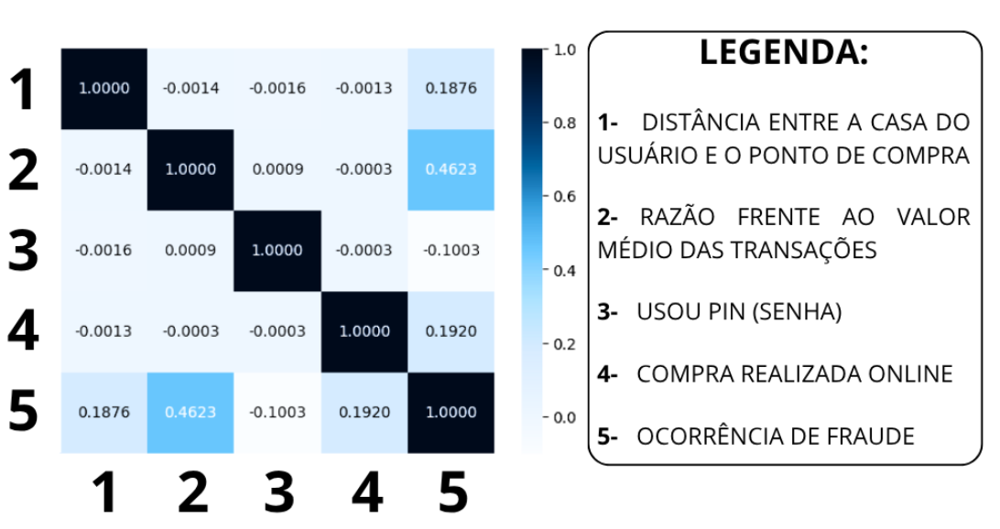 LEGENDA:
1 1.0000 -0.0014 -0.0016 -0.0013 0.1876
2 -0.0014 1.0000 0.0009 -0.0003 0.4623
3 -0.0016 0.0009 1.0000 -0.0003 -0.1003
4 -0.0013 -0.0003 -0.0003 1.0000 0.1920
5 0.1876 0.4623 -0.1003 0.1920 1.0000
1 2 3 4 5
1.0
0.8
0.6
0.4
0.2
0.0
1- DISTÂNCIA ENTRE A CASA DO
USUÁRIO E O PONTO DE COMPRA
2- RAZÃO FRENTE AO VALOR
MÉDIO DAS TRANSAÇÕES
3- USOU PIN (SENHA)
4- COMPRA REALIZADA ONLINE
5- OCORRÊNCIA DE FRAUDE